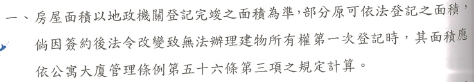 一、房屋面積以地政機關登記完竣之面積為準,部分原可依法登記之面積,
倘因簽約後法令改變致無法辦理建物所有權第一次登記時,其面積應
依公寓大廈管理條例第五十六條第三項之規定計算。